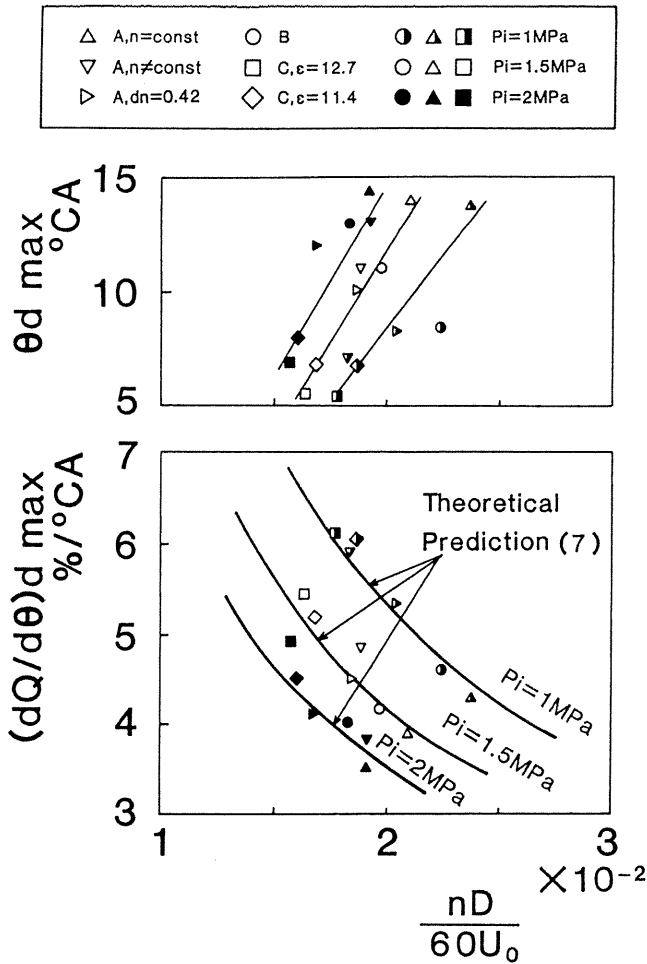 A,n=const B Pi=1MPa
A,n≠const C,ε=12.7 Pi=1.5MPa
A,dn=0.42 C,ε=11.4 Pi=2MPa
θd max
°CA
15
10
5
(dQ/dθ)d max
%/°CA
7
6
5
4
3
Theoretical
Prediction (7)
Pi=1MPa
Pi=1.5MPa
Pi=2MPa
1 2 3
×10-2
nD
60U0